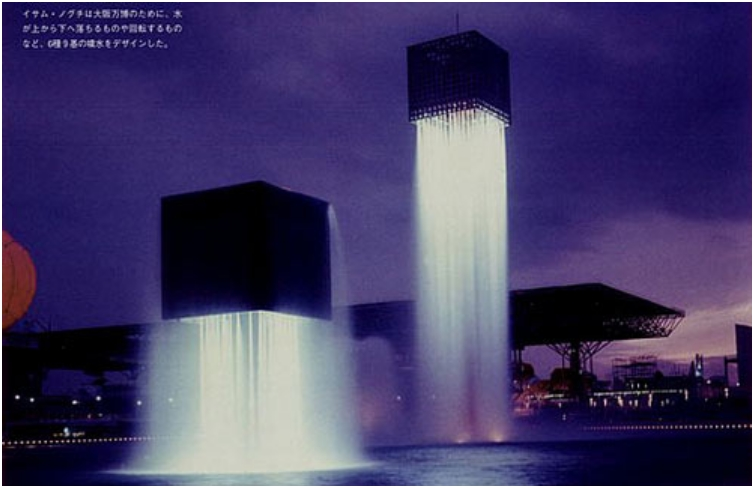 イサム・ノグチは大阪万博のために、水
が上から下へ落ちるものや回転するもの
など、6種9基の噴水をデザインした。